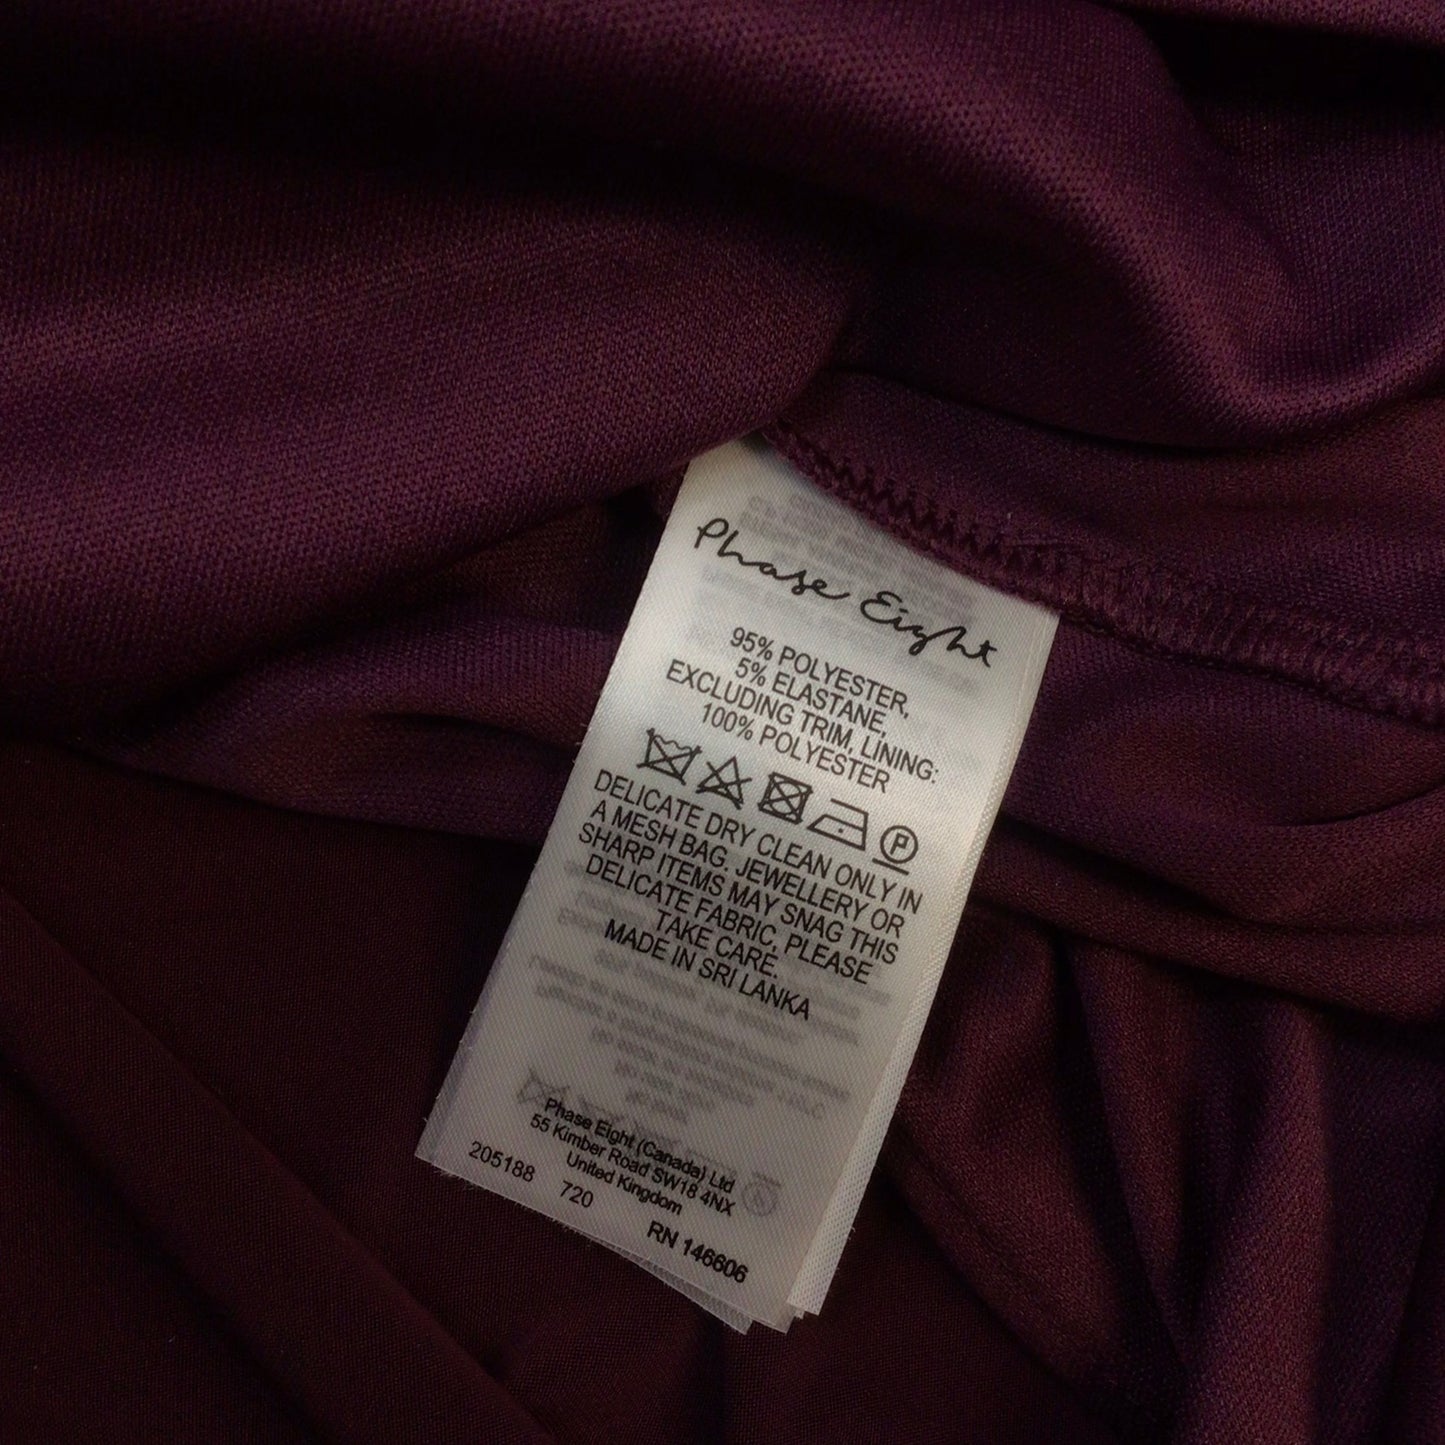 Phase Eight
95% POLYESTER,
5% ELASTANE,
EXCLUDING TRIM, LINING:
100% POLYESTER
P
DELICATE DRY CLEAN ONLY IN
A MESH BAG. JEWELLERY OR
SHARP ITEMS MAY SNAG THIS
DELICATE FABRIC, PLEASE
TAKE CARE.
MADE IN SRI LANKA
Phase Eight (Canada) Ltd
55 Kimber Road SW18 4NX
United Kingdom
205188 720
RN 146606